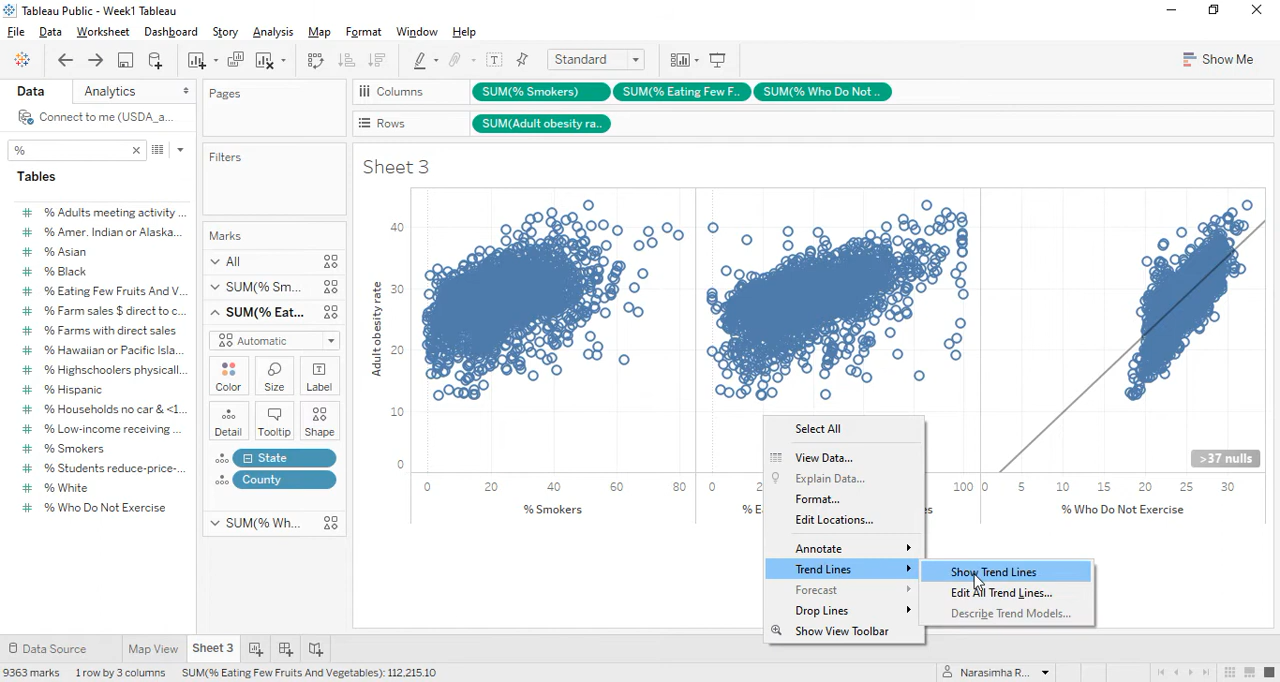 Tableau Public - Week1 Tableau
File Data Worksheet Dashboard Story Analysis Map Format Window Help
Standard
Show Me
Data
Analytics
Connect to me (USDA_a...
%
Tables
% Adults meeting activity ...
% Amer. Indian or Alaska...
% Asian
% Black
% Eating Few Fruits And V...
% Farm sales $ direct to c...
% Farms with direct sales
% Hawaiian or Pacific Isla...
% Highschoolers physicall...
% Hispanic
% Households no car & <1...
% Low-income receiving ...
% Smokers
% Students reduce-price-...
% White
% Who Do Not Exercise
Pages
Filters
Marks
All
SUM(% Sm...
SUM(% Eat...
Automatic
Color Size Label
Detail Tooltip Shape
State
County
SUM(% Wh...
Columns
SUM(% Smokers)
SUM(% Eating Few F..
SUM(% Who Do Not ..
Rows
SUM(Adult obesity ra..
Sheet 3
Adult obesity rate
40
30
20
10
0
0 20 40 60 80
0
100
0 5 10 15 20 25 30
% Smokers
% Who Do Not Exercise
>37 nulls
Select All
View Data...
Explain Data...
Format...
Edit Locations...
Annotate
Trend Lines
Forecast
Drop Lines
Show View Toolbar
Show Trend Lines
Edit All Trend Lines...
Describe Trend Models...
Data Source
Map View
Sheet 3
9363 marks 1 row by 3 columns SUM(% Eating Few Fruits And Vegetables): 112,215.10
Narasimha R...